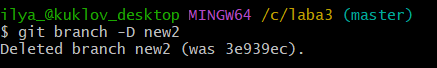 ilya_@kuklov_desktop MINGW64 /c/laba3 (master)
$ git branch -D new2
Deleted branch new2 (was 3e939ec).